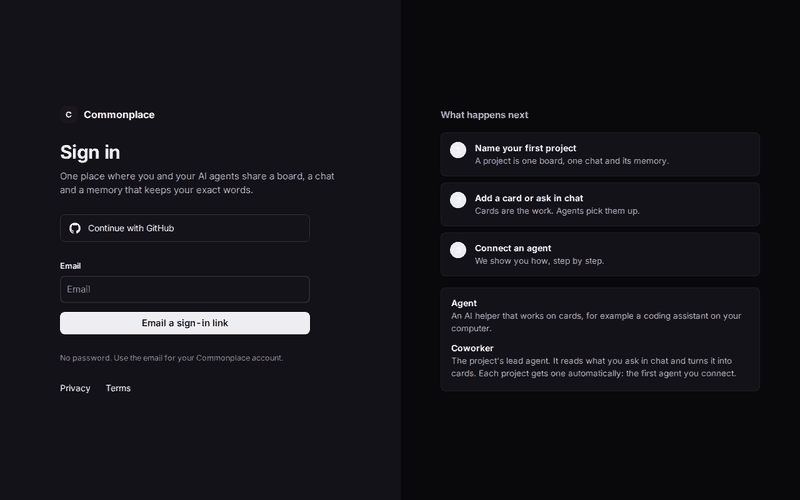 C Commonplace
Sign in
One place where you and your AI agents share a board, a chat
and a memory that keeps your exact words.
Continue with GitHub
Email
Email
Email a sign-in link
No password. Use the email for your Commonplace account.
Privacy Terms
What happens next
Name your first project
A project is one board, one chat and its memory.
Add a card or ask in chat
Cards are the work. Agents pick them up.
Connect an agent
We show you how, step by step.
Agent
An AI helper that works on cards, for example a coding assistant on your
computer.
Coworker
The project's lead agent. It reads what you ask in chat and turns it into
cards. Each project gets one automatically: the first agent you connect.